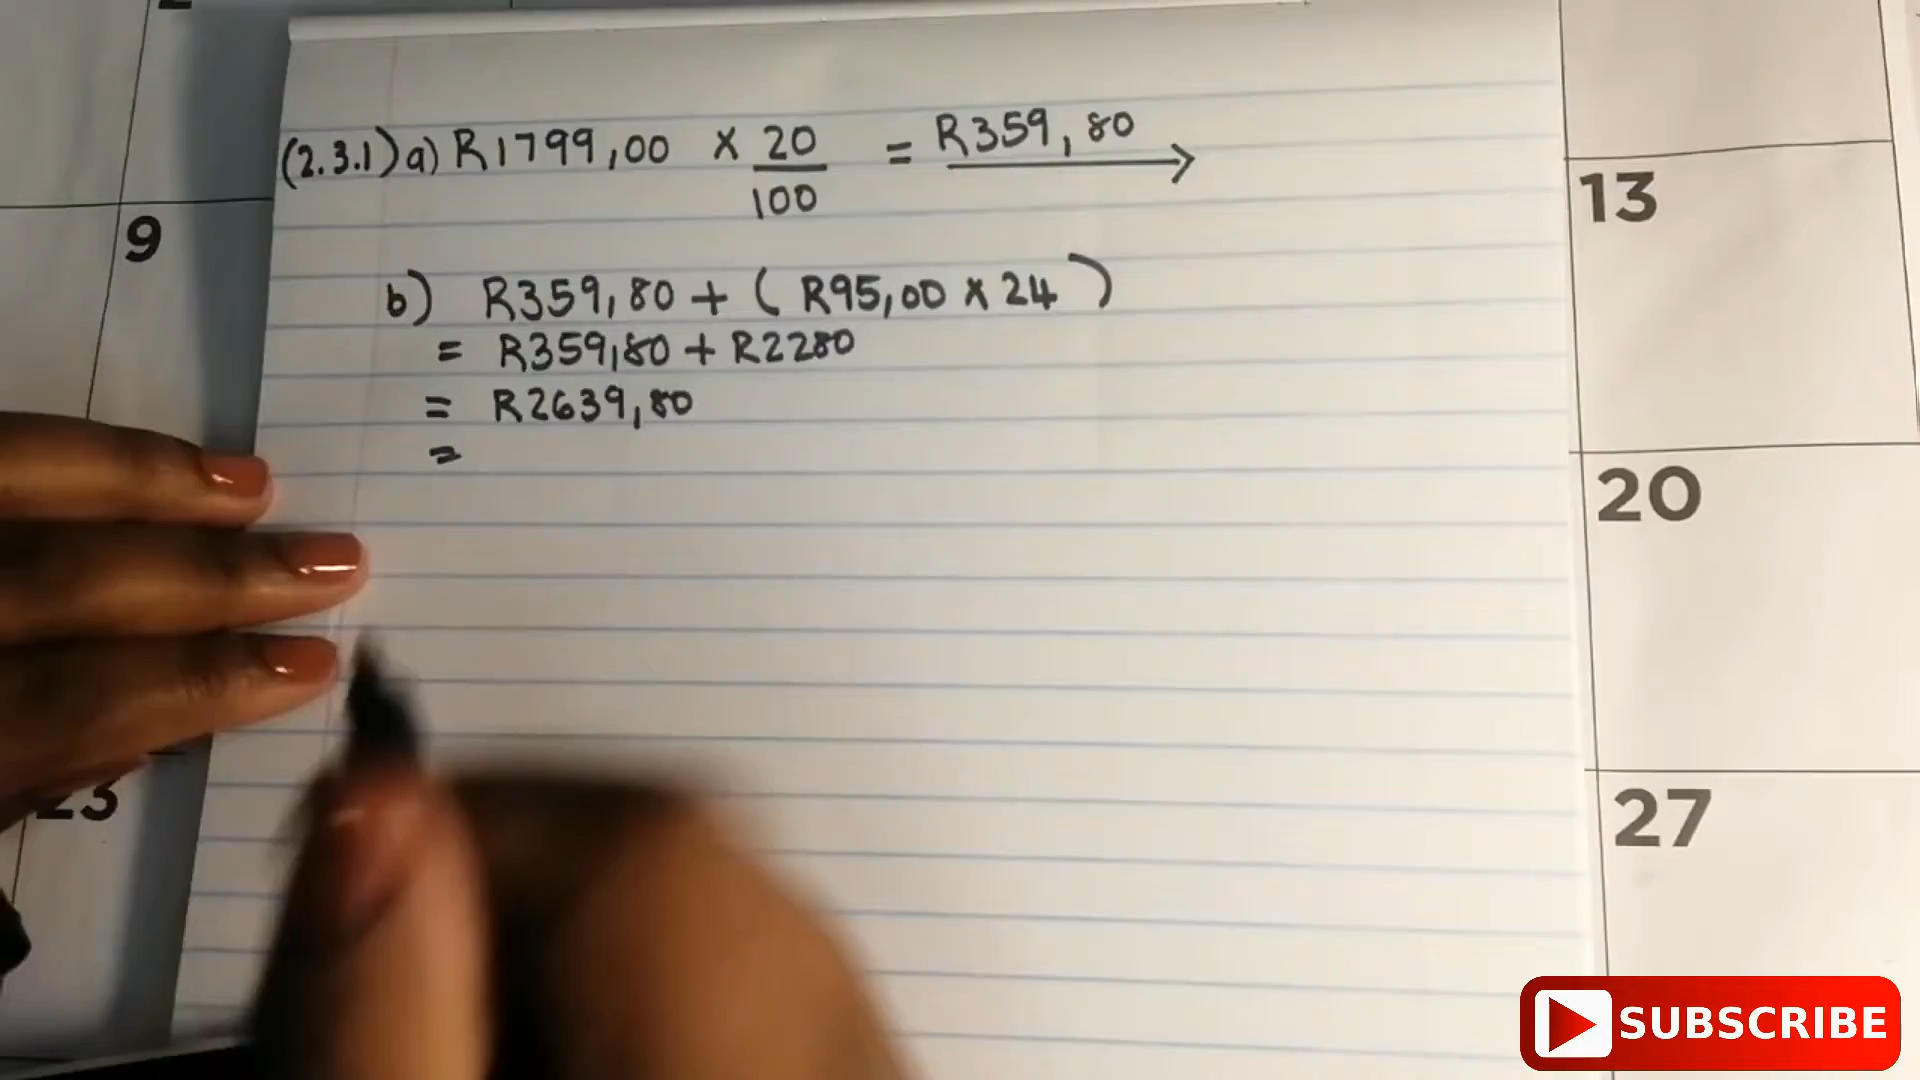 (2.3.1) a) R1799,00 × 20/100 = R359,80
b) R359,80 + (R95,00 × 24)
= R359,80 + R2280
= R2639,80
=
9
23
13
20
27
SUBSCRIBE